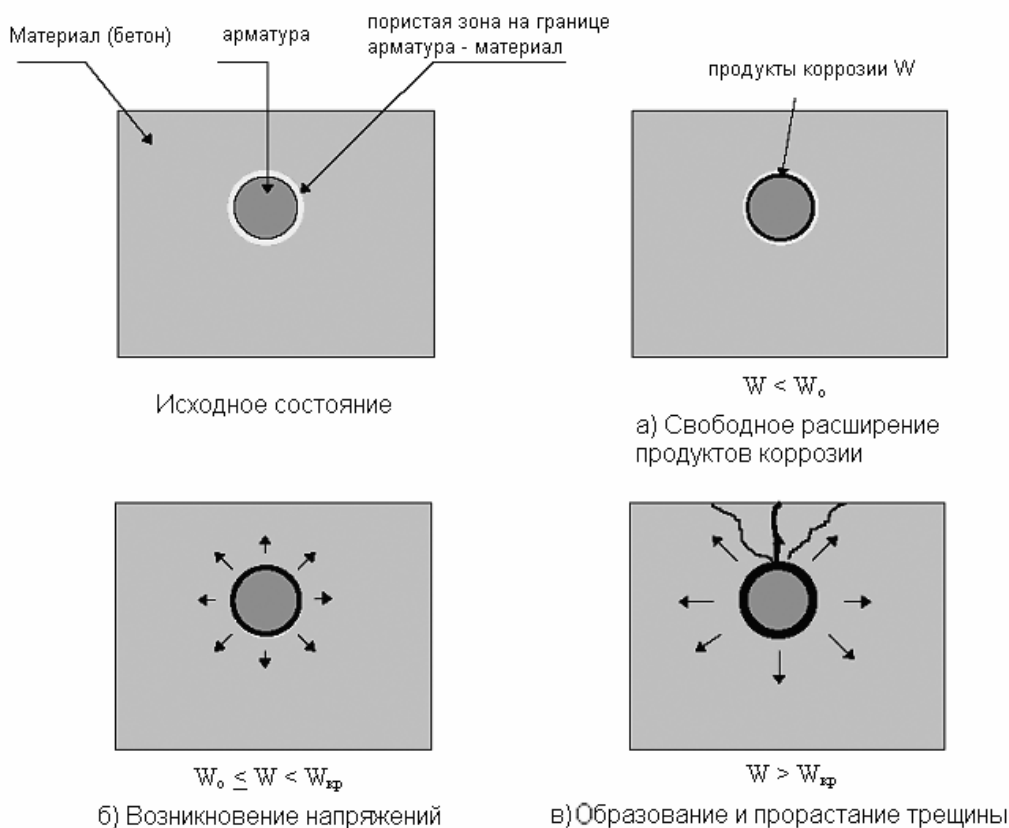 Материал (бетон)
арматура
пористая зона на границе
арматура - материал
продукты коррозии W
Исходное состояние
W < Wₒ
а) Свободное расширение
продуктов коррозии
Wₒ ≤ W < Wкр
б) Возникновение напряжений
W > Wкр
в)Образование и прорастание трещины